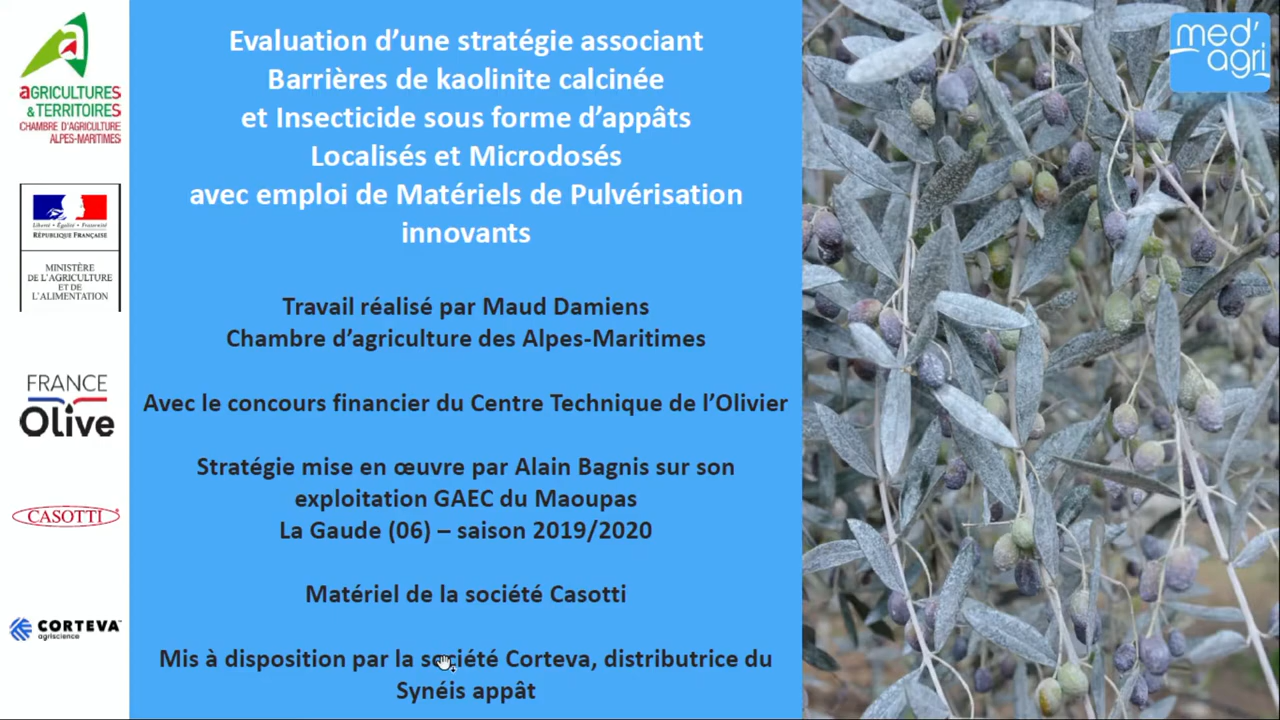 Evaluation d’une stratégie associant
Barrières de kaolinite calcinée
et Insecticide sous forme d’appâts
Localisés et Microdosés
avec emploi de Matériels de Pulvérisation
innovants
Travail réalisé par Maud Damiens
Chambre d’agriculture des Alpes-Maritimes
Avec le concours financier du Centre Technique de l’Olivier
Stratégie mise en œuvre par Alain Bagnis sur son
exploitation GAEC du Maoupas
La Gaude (06) – saison 2019/2020
Matériel de la société Casotti
Mis à disposition par la société Corteva, distributrice du
Synéis appât
aGRICULTURES
& TERRITOIRES
CHAMBRE D’AGRICULTURE
ALPES-MARITIMES
Liberté • Égalité • Fraternité
RÉPUBLIQUE FRANÇAISE
MINISTÈRE
DE L’AGRICULTURE
ET DE
L’ALIMENTATION
FRANCE
Olive
CASOTTI
CORTEVA™
agriscience
med’
agri